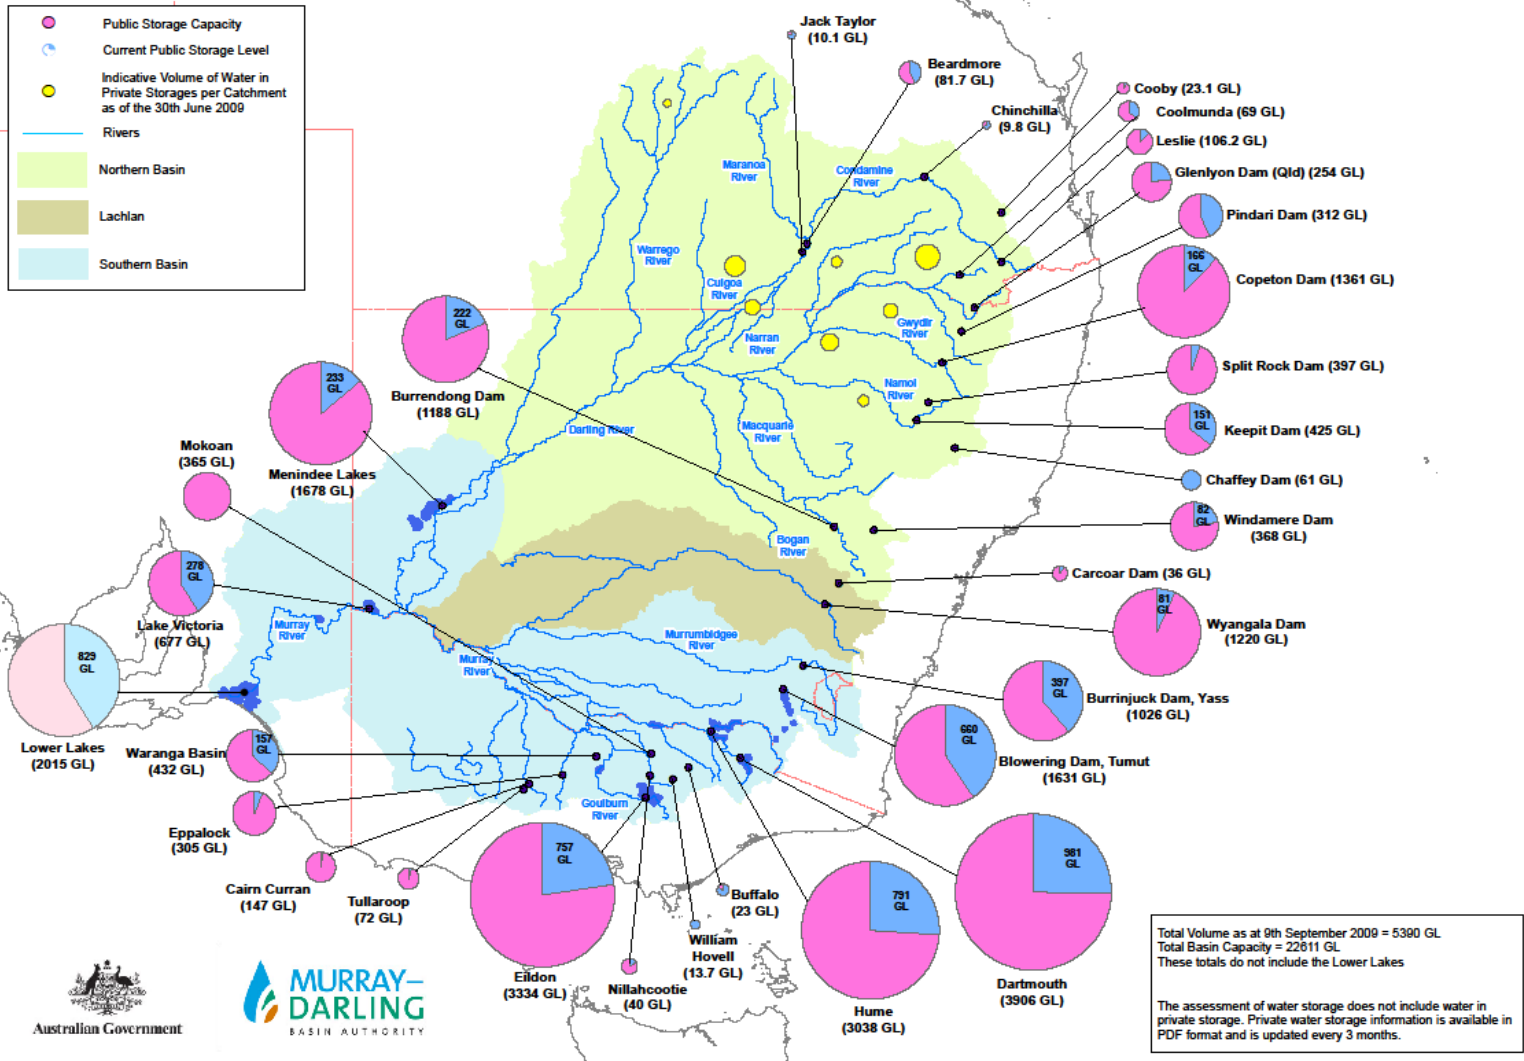 Public Storage Capacity
Current Public Storage Level
Indicative Volume of Water in
Private Storages per Catchment
as of the 30th June 2009
Rivers
Northern Basin
Lachlan
Southern Basin
Jack Taylor
(10.1 GL)
Beardmore
(81.7 GL)
Chinchilla
(9.8 GL)
Cooby (23.1 GL)
Coolmunda (69 GL)
Leslie (106.2 GL)
Glenlyon Dam (Qld) (254 GL)
Pindari Dam (312 GL)
166
GL
Copeton Dam (1361 GL)
Split Rock Dam (397 GL)
151
GL
Keepit Dam (425 GL)
Chaffey Dam (61 GL)
82
GL
Windamere Dam
(368 GL)
Carcoar Dam (36 GL)
81
GL
Wyangala Dam
(1220 GL)
397
GL
Burrinjuck Dam, Yass
(1026 GL)
660
GL
Blowering Dam, Tumut
(1631 GL)
981
GL
Dartmouth
(3906 GL)
791
GL
Hume
(3038 GL)
Buffalo
(23 GL)
William
Hovell
(13.7 GL)
Nillahcootie
(40 GL)
757
GL
Eildon
(3334 GL)
Tullaroop
(72 GL)
Cairn Curran
(147 GL)
Eppalock
(305 GL)
157
GL
Waranga Basin
(432 GL)
829
GL
Lower Lakes
(2015 GL)
278
GL
Lake Victoria
(677 GL)
Mokoan
(365 GL)
233
GL
Menindee Lakes
(1678 GL)
222
GL
Burrendong Dam
(1188 GL)
Maranoa
River
Condamine
River
Warrego
River
Culgoa
River
Narran
River
Gwydir
River
Namoi
River
Macquarie
River
Darling River
Bogan
River
Murrumbidgee
River
Murray
River
Murray
River
Goulburn
River
Australian Government
MURRAY–
DARLING
BASIN AUTHORITY
Total Volume as at 9th September 2009 = 5390 GL
Total Basin Capacity = 22611 GL
These totals do not include the Lower Lakes
The assessment of water storage does not include water in
private storage. Private water storage information is available in
PDF format and is updated every 3 months.